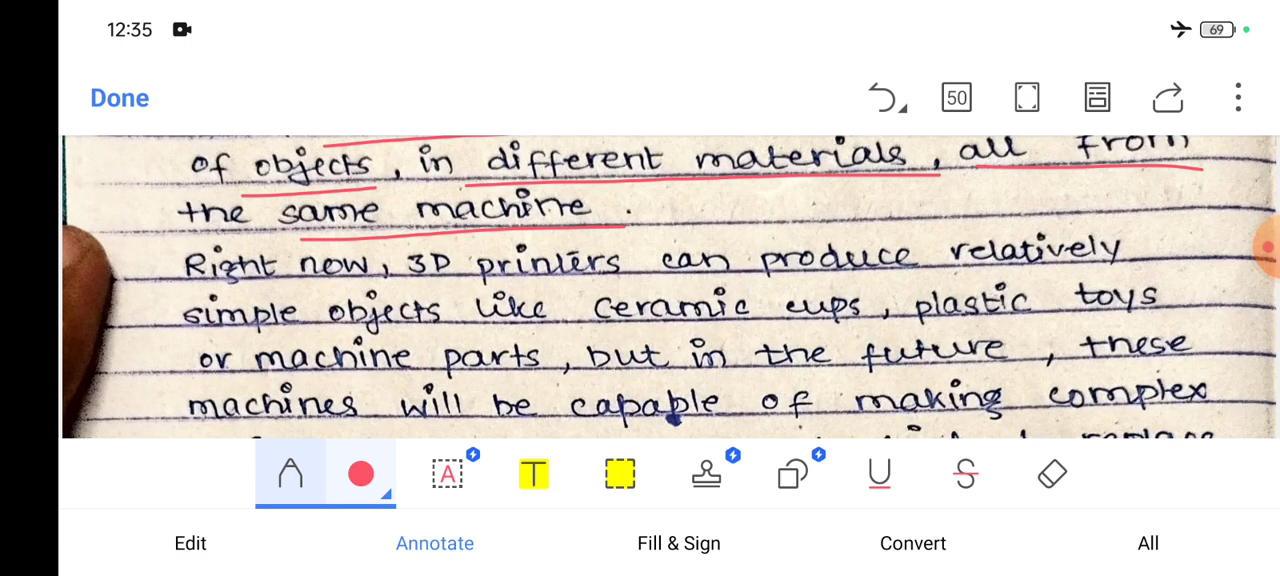 12:35
69
Done
50
of objects, in different materials, all from
the same machine.
Right now, 3D printers can produce relatively
simple objects like ceramic cups, plastic toys
or machine parts, but in the future, these
machines will be capable of making complex
A
T
U
S
Edit
Annotate
Fill & Sign
Convert
All